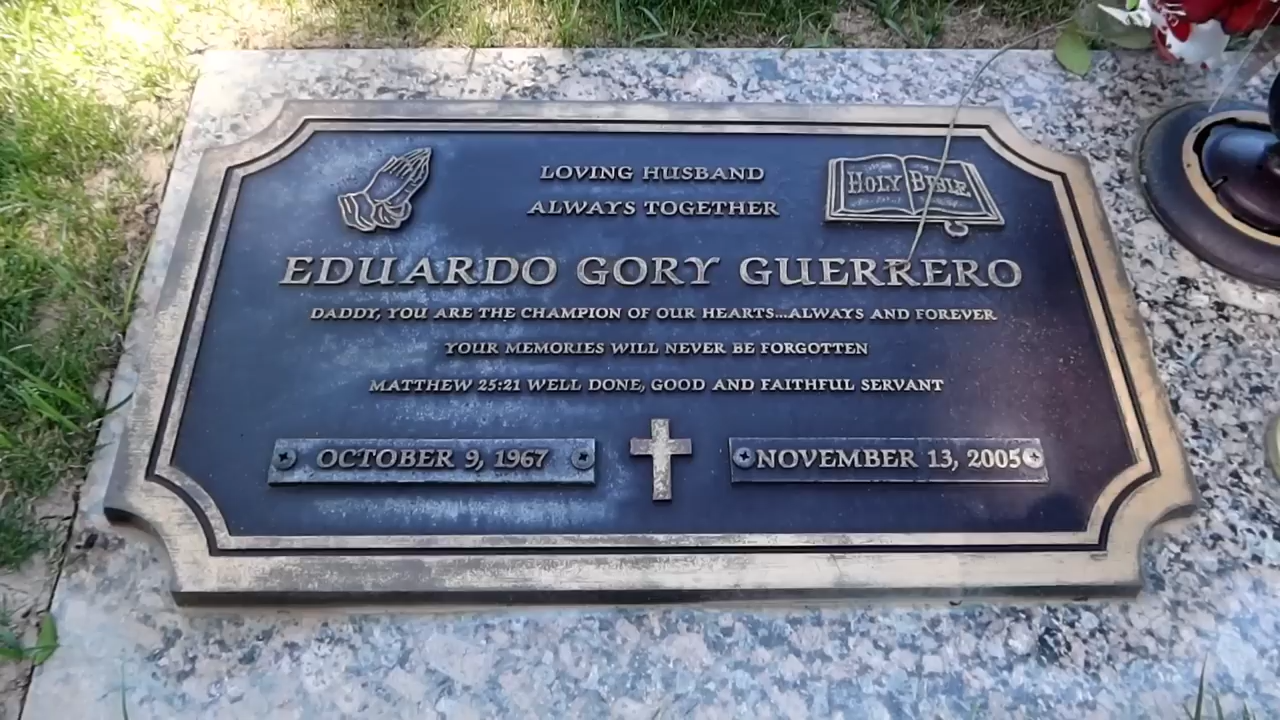 LOVING HUSBAND
ALWAYS TOGETHER
HOLY BIBLE
EDUARDO GORY GUERRERO
DADDY, YOU ARE THE CHAMPION OF OUR HEARTS...ALWAYS AND FOREVER
YOUR MEMORIES WILL NEVER BE FORGOTTEN
MATTHEW 25:21 WELL DONE, GOOD AND FAITHFUL SERVANT
OCTOBER 9, 1967
NOVEMBER 13, 2005